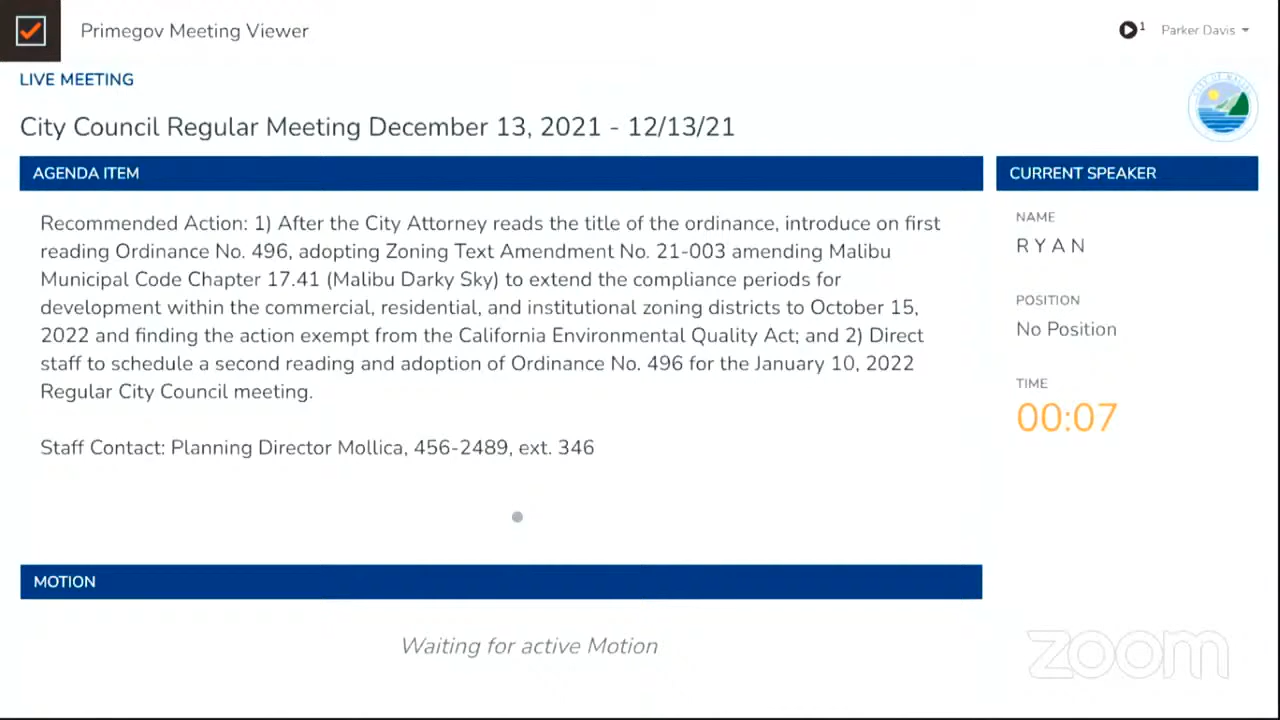 Primegov Meeting Viewer
1
Parker Davis
LIVE MEETING
City Council Regular Meeting December 13, 2021 - 12/13/21
AGENDA ITEM
Recommended Action: 1) After the City Attorney reads the title of the ordinance, introduce on first
reading Ordinance No. 496, adopting Zoning Text Amendment No. 21-003 amending Malibu
Municipal Code Chapter 17.41 (Malibu Darky Sky) to extend the compliance periods for
development within the commercial, residential, and institutional zoning districts to October 15,
2022 and finding the action exempt from the California Environmental Quality Act; and 2) Direct
staff to schedule a second reading and adoption of Ordinance No. 496 for the January 10, 2022
Regular City Council meeting.
Staff Contact: Planning Director Mollica, 456-2489, ext. 346
MOTION
Waiting for active Motion
CURRENT SPEAKER
NAME
R Y A N
POSITION
No Position
TIME
00:07
zoom